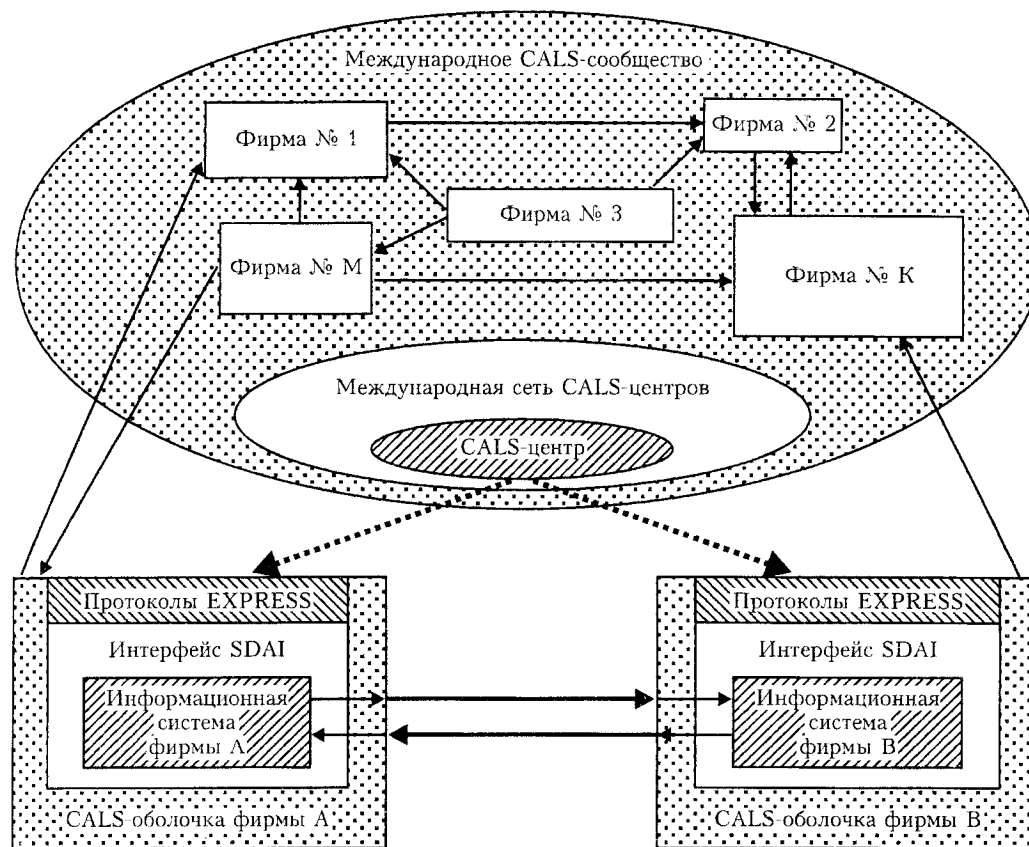 Международное CALS-сообщество
Фирма № 1
Фирма № 2
Фирма № 3
Фирма № М
Фирма № К
Международная сеть CALS-центров
CALS-центр
Протоколы EXPRESS
Интерфейс SDAI
Информационная
система
фирмы А
CALS-оболочка фирмы А
Протоколы EXPRESS
Интерфейс SDAI
Информационная
система
фирмы В
CALS-оболочка фирмы В